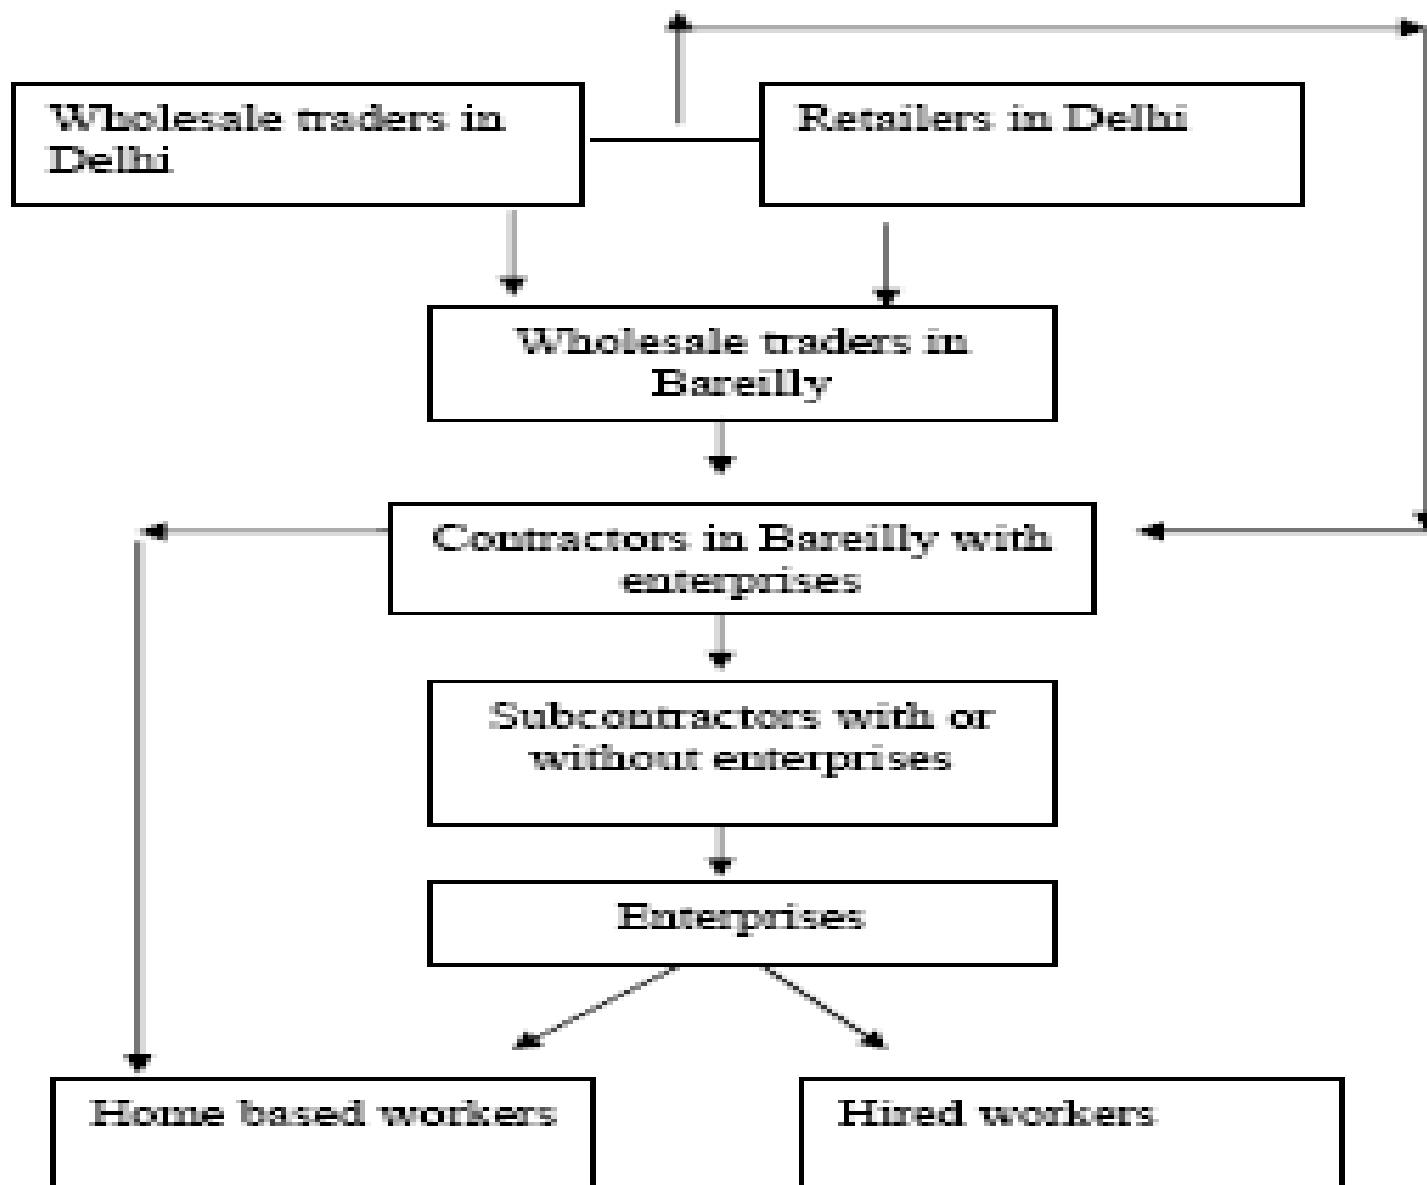 Wholesale traders in
Delhi
Retailers in Delhi
Wholesale traders in
Bareilly
Contractors in Bareilly with
enterprises
Subcontractors with or
without enterprises
Enterprises
Home based workers
Hired workers